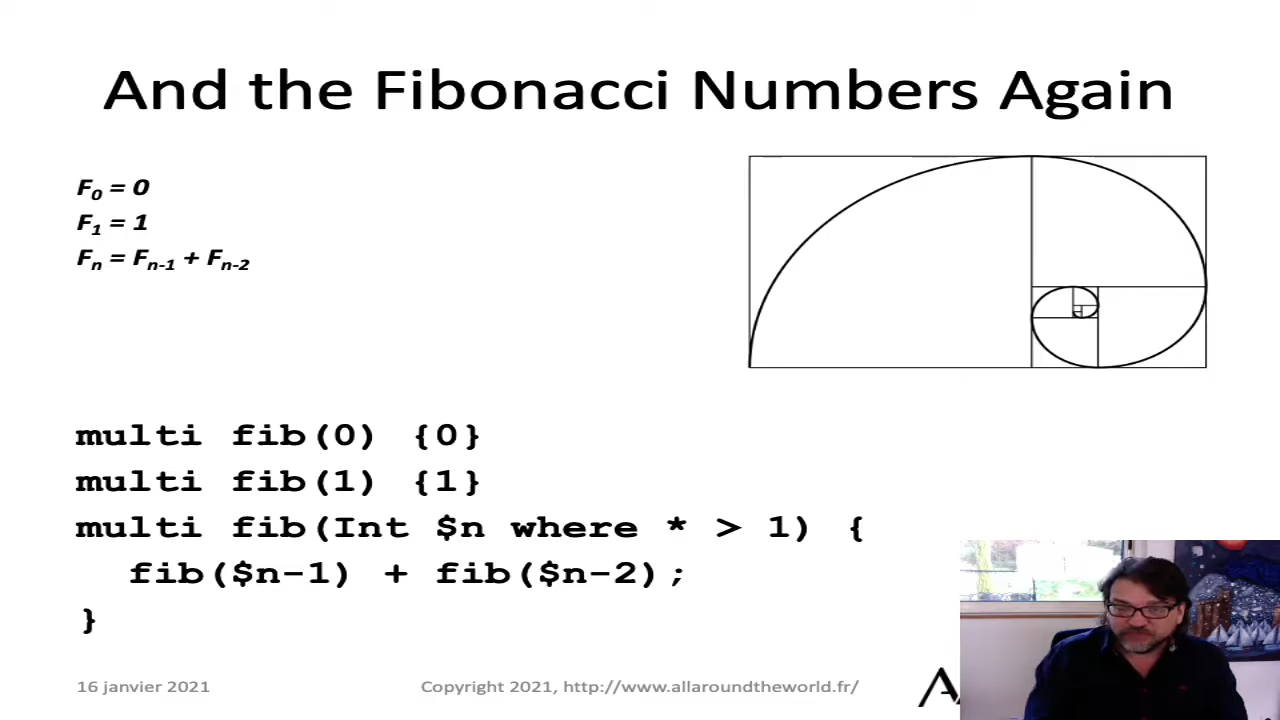 And the Fibonacci Numbers Again
F0 = 0
F1 = 1
Fn = Fn-1 + Fn-2
multi fib(0) {0}
multi fib(1) {1}
multi fib(Int $n where * > 1) {
  fib($n-1) + fib($n-2);
}
16 janvier 2021
Copyright 2021, http://www.allaroundtheworld.fr/